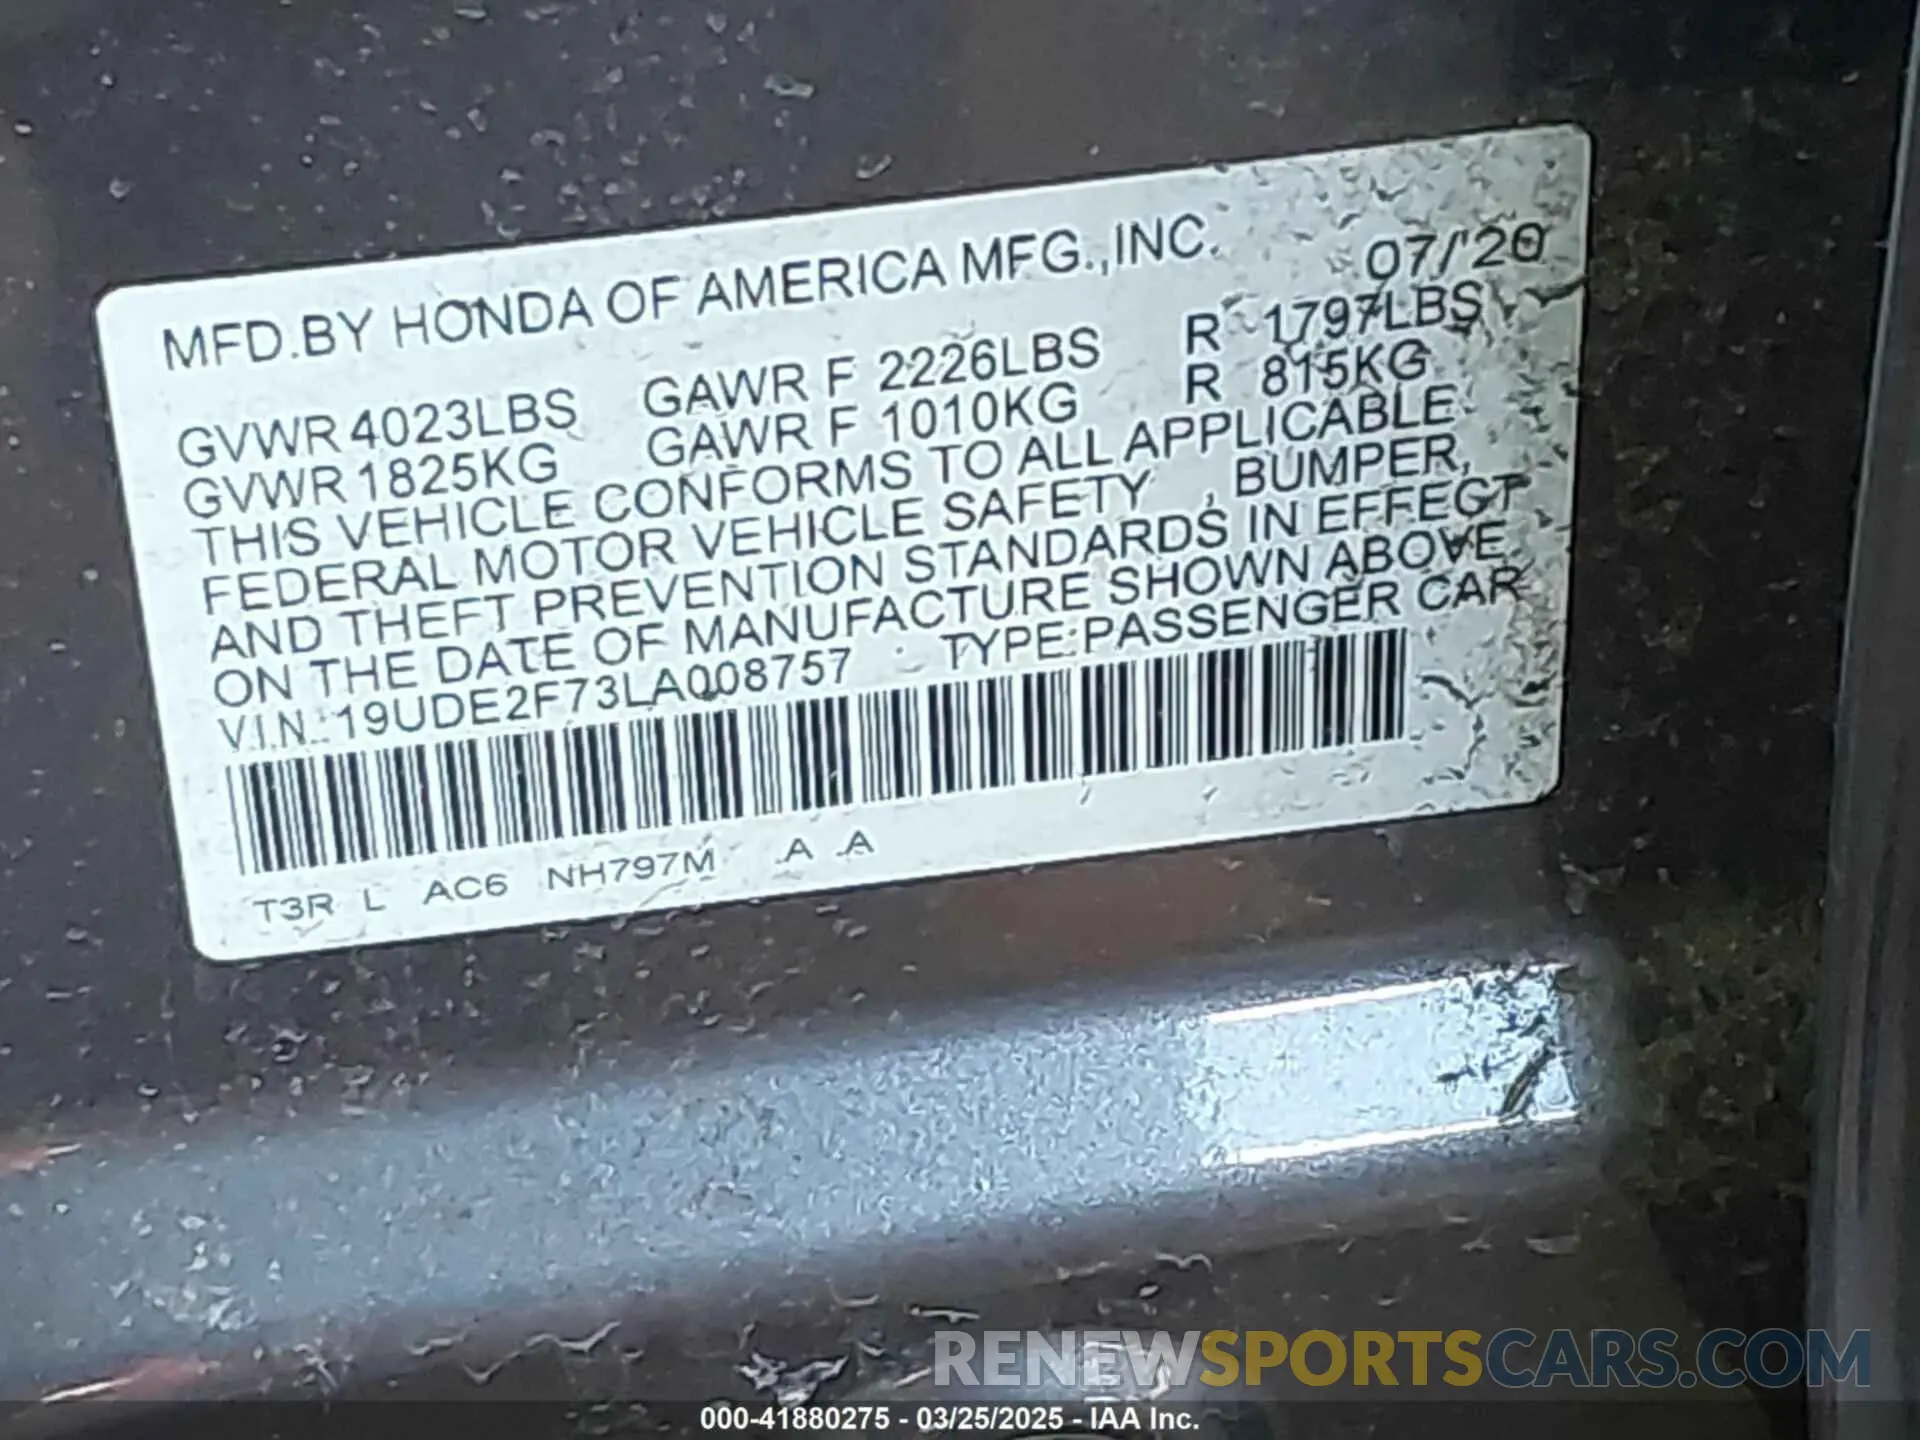 MFD.BY HONDA OF AMERICA MFG.,INC. 07/'20
GVWR 4023LBS GAWR F 2226LBS R 1797LBS
GVWR 1825KG GAWR F 1010KG R 815KG
THIS VEHICLE CONFORMS TO ALL APPLICABLE
FEDERAL MOTOR VEHICLE SAFETY , BUMPER,
AND THEFT PREVENTION STANDARDS IN EFFECT
ON THE DATE OF MANUFACTURE SHOWN ABOVE
V.I.N.: 19UDE2F73LA008757 TYPE:PASSENGER CAR
T3R L AC6 NH797M A A
RENEWSPORTSCARS.COM
000-41880275 - 03/25/2025 - IAA Inc.